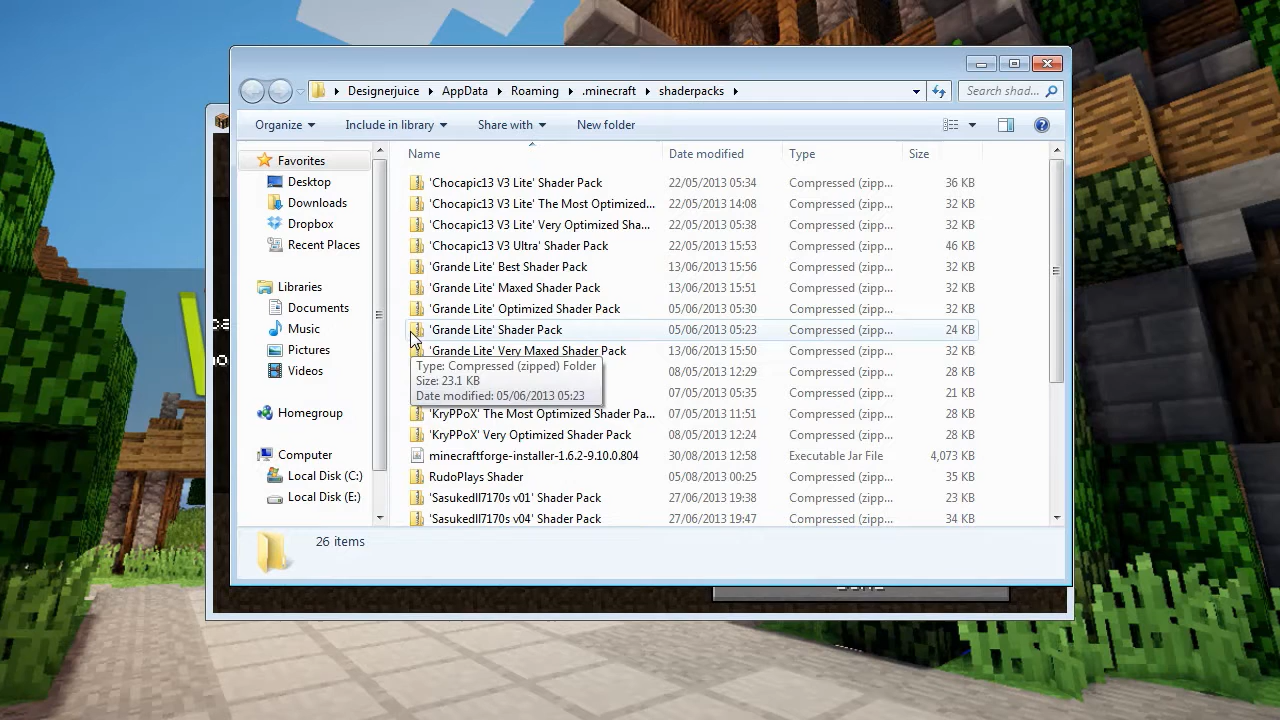 Designerjuice AppData Roaming .minecraft shaderpacks Search shad...
Organize Include in library Share with New folder
Name Date modified Type Size
Favorites
Desktop
Downloads
Dropbox
Recent Places
Libraries
Documents
Music
Pictures
Videos
Homegroup
Computer
Local Disk (C:)
Local Disk (E:)
'Chocapic13 V3 Lite' Shader Pack 22/05/2013 05:34 Compressed (zipp... 36 KB
'Chocapic13 V3 Lite' The Most Optimized... 22/05/2013 14:08 Compressed (zipp... 32 KB
'Chocapic13 V3 Lite' Very Optimized Sha... 22/05/2013 05:38 Compressed (zipp... 32 KB
'Chocapic13 V3 Ultra' Shader Pack 22/05/2013 15:53 Compressed (zipp... 46 KB
'Grande Lite' Best Shader Pack 13/06/2013 15:56 Compressed (zipp... 32 KB
'Grande Lite' Maxed Shader Pack 13/06/2013 15:51 Compressed (zipp... 32 KB
'Grande Lite' Optimized Shader Pack 05/06/2013 05:30 Compressed (zipp... 32 KB
'Grande Lite' Shader Pack 05/06/2013 05:23 Compressed (zipp... 24 KB
'Grande Lite' Very Maxed Shader Pack 13/06/2013 15:50 Compressed (zipp... 32 KB
Type: Compressed (zipped) Folder
Size: 23.1 KB
Date modified: 05/06/2013 05:23
08/05/2013 12:29 Compressed (zipp... 28 KB
07/05/2013 05:35 Compressed (zipp... 21 KB
'KryPPoX' The Most Optimized Shader Pa... 07/05/2013 11:51 Compressed (zipp... 28 KB
'KryPPoX' Very Optimized Shader Pack 08/05/2013 12:24 Compressed (zipp... 28 KB
minecraftforge-installer-1.6.2-9.10.0.804 30/08/2013 12:58 Executable Jar File 4,073 KB
RudoPlays Shader 05/08/2013 00:25 Compressed (zipp... 35 KB
'Sasukedll7170s v01' Shader Pack 27/06/2013 19:38 Compressed (zipp... 23 KB
'Sasukedll7170s v04' Shader Pack 27/06/2013 19:47 Compressed (zipp... 34 KB
26 items